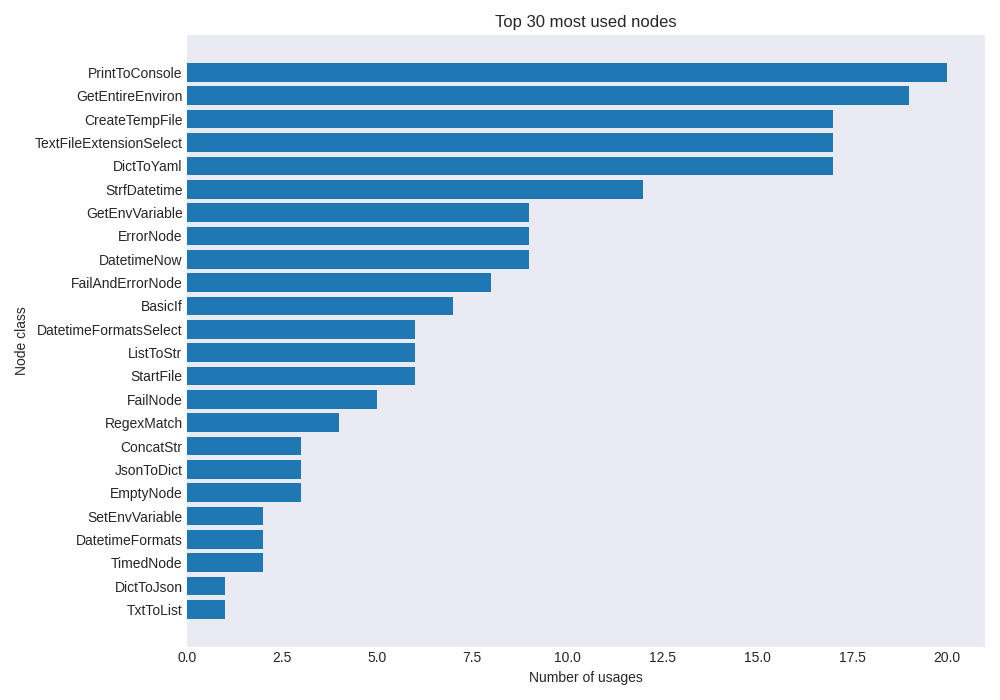 Top 30 most used nodes
Node class
PrintToConsole
GetEntireEnviron
CreateTempFile
TextFileExtensionSelect
DictToYaml
StrfDatetime
GetEnvVariable
ErrorNode
DatetimeNow
FailAndErrorNode
BasicIf
DatetimeFormatsSelect
ListToStr
StartFile
FailNode
RegexMatch
ConcatStr
JsonToDict
EmptyNode
SetEnvVariable
DatetimeFormats
TimedNode
DictToJson
TxtToList
0.0 2.5 5.0 7.5 10.0 12.5 15.0 17.5 20.0
Number of usages